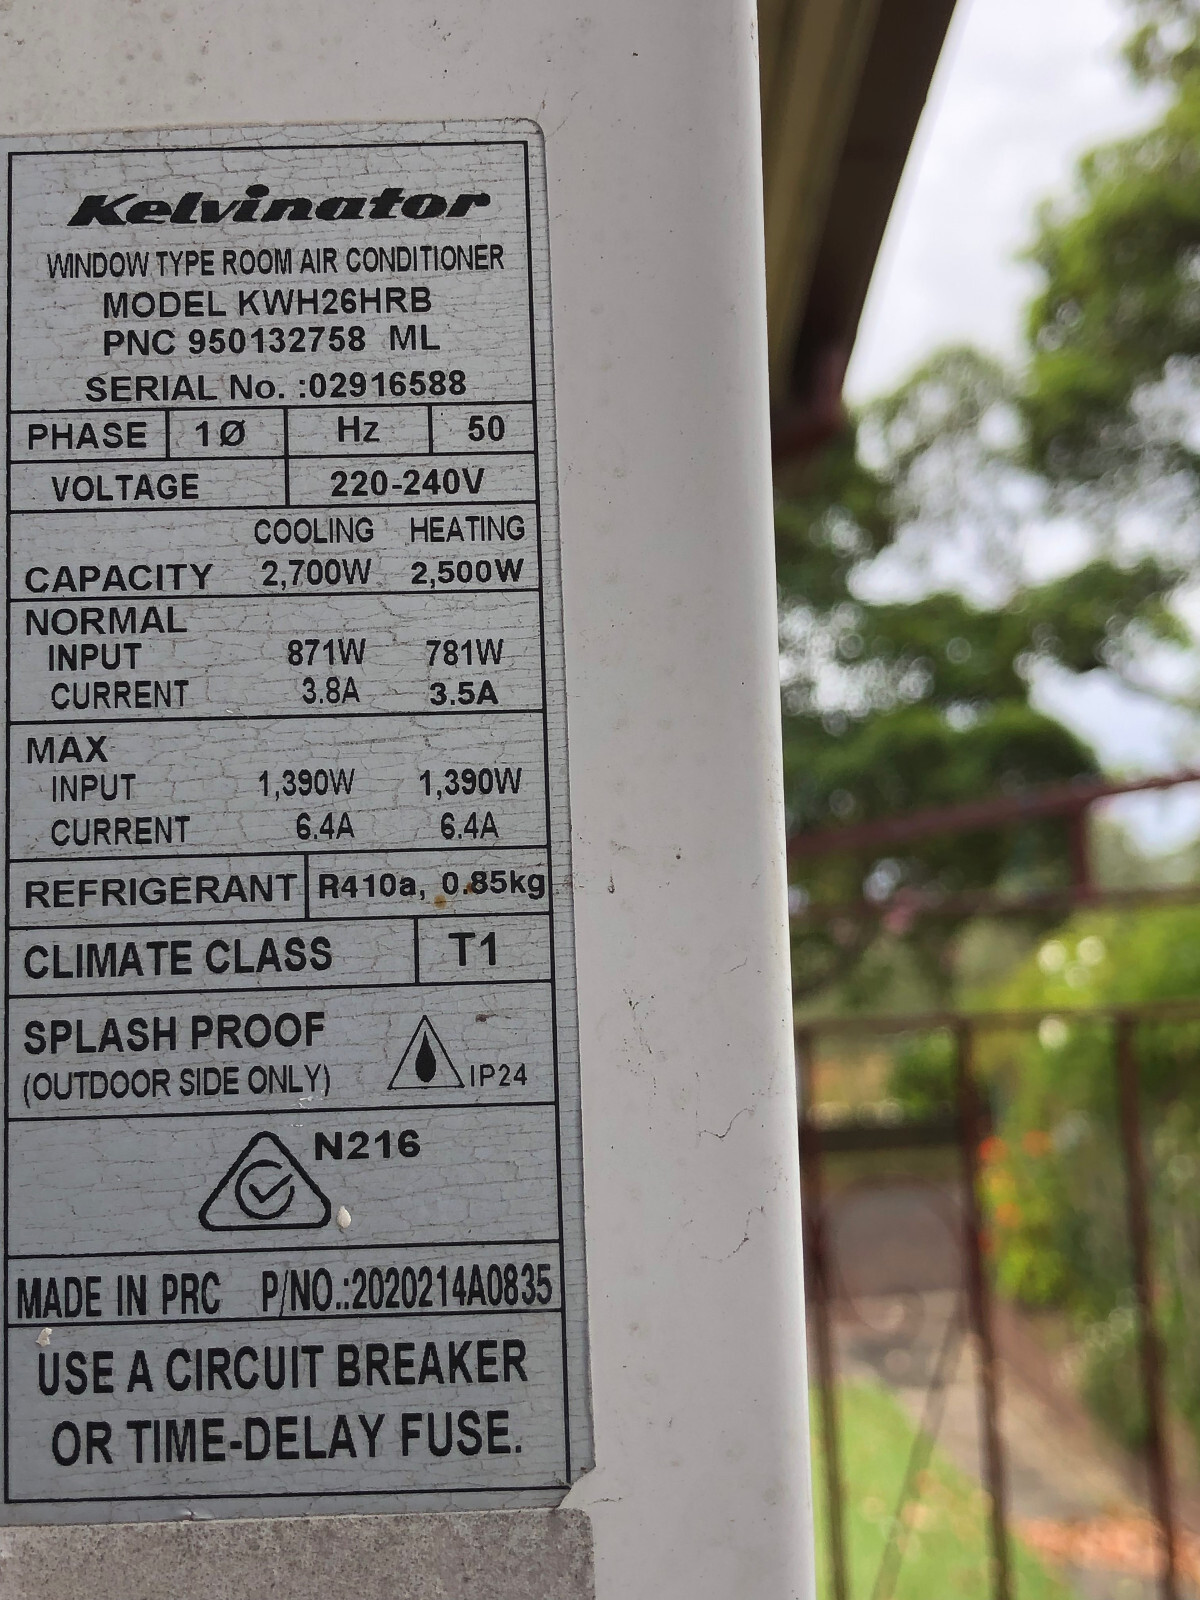 Kelvinator
WINDOW TYPE ROOM AIR CONDITIONER
MODEL KWH26HRB
PNC 950132758 ML
SERIAL No. :02916588
PHASE 1Ø Hz 50
VOLTAGE 220-240V
COOLING HEATING
CAPACITY 2,700W 2,500W
NORMAL
INPUT 871W 781W
CURRENT 3.8A 3.5A
MAX
INPUT 1,390W 1,390W
CURRENT 6.4A 6.4A
REFRIGERANT R410a, 0.85kg
CLIMATE CLASS T1
SPLASH PROOF
(OUTDOOR SIDE ONLY) IP24
N216
MADE IN PRC P/NO.:2020214A0835
USE A CIRCUIT BREAKER
OR TIME-DELAY FUSE.